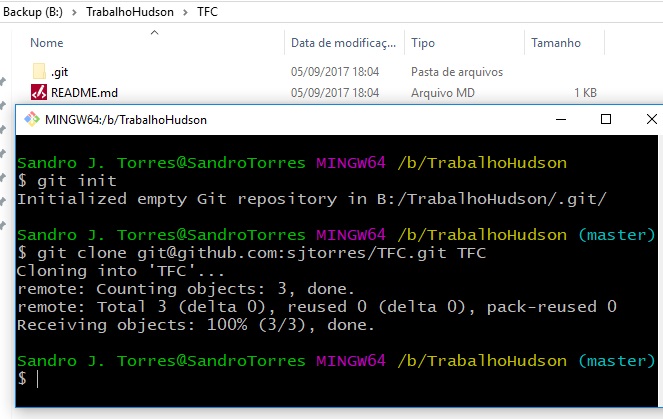 Backup (B:) > TrabalhoHudson > TFC
Nome Data de modificaç... Tipo Tamanho
.git 05/09/2017 18:04 Pasta de arquivos
README.md 05/09/2017 18:04 Arquivo MD 1 KB
MINGW64:/b/TrabalhoHudson
Sandro J. Torres@SandroTorres MINGW64 /b/TrabalhoHudson
$ git init
Initialized empty Git repository in B:/TrabalhoHudson/.git/
Sandro J. Torres@SandroTorres MINGW64 /b/TrabalhoHudson (master)
$ git clone git@github.com:sjtorres/TFC.git TFC
Cloning into 'TFC'...
remote: Counting objects: 3, done.
remote: Total 3 (delta 0), reused 0 (delta 0), pack-reused 0
Receiving objects: 100% (3/3), done.
Sandro J. Torres@SandroTorres MINGW64 /b/TrabalhoHudson (master)
$